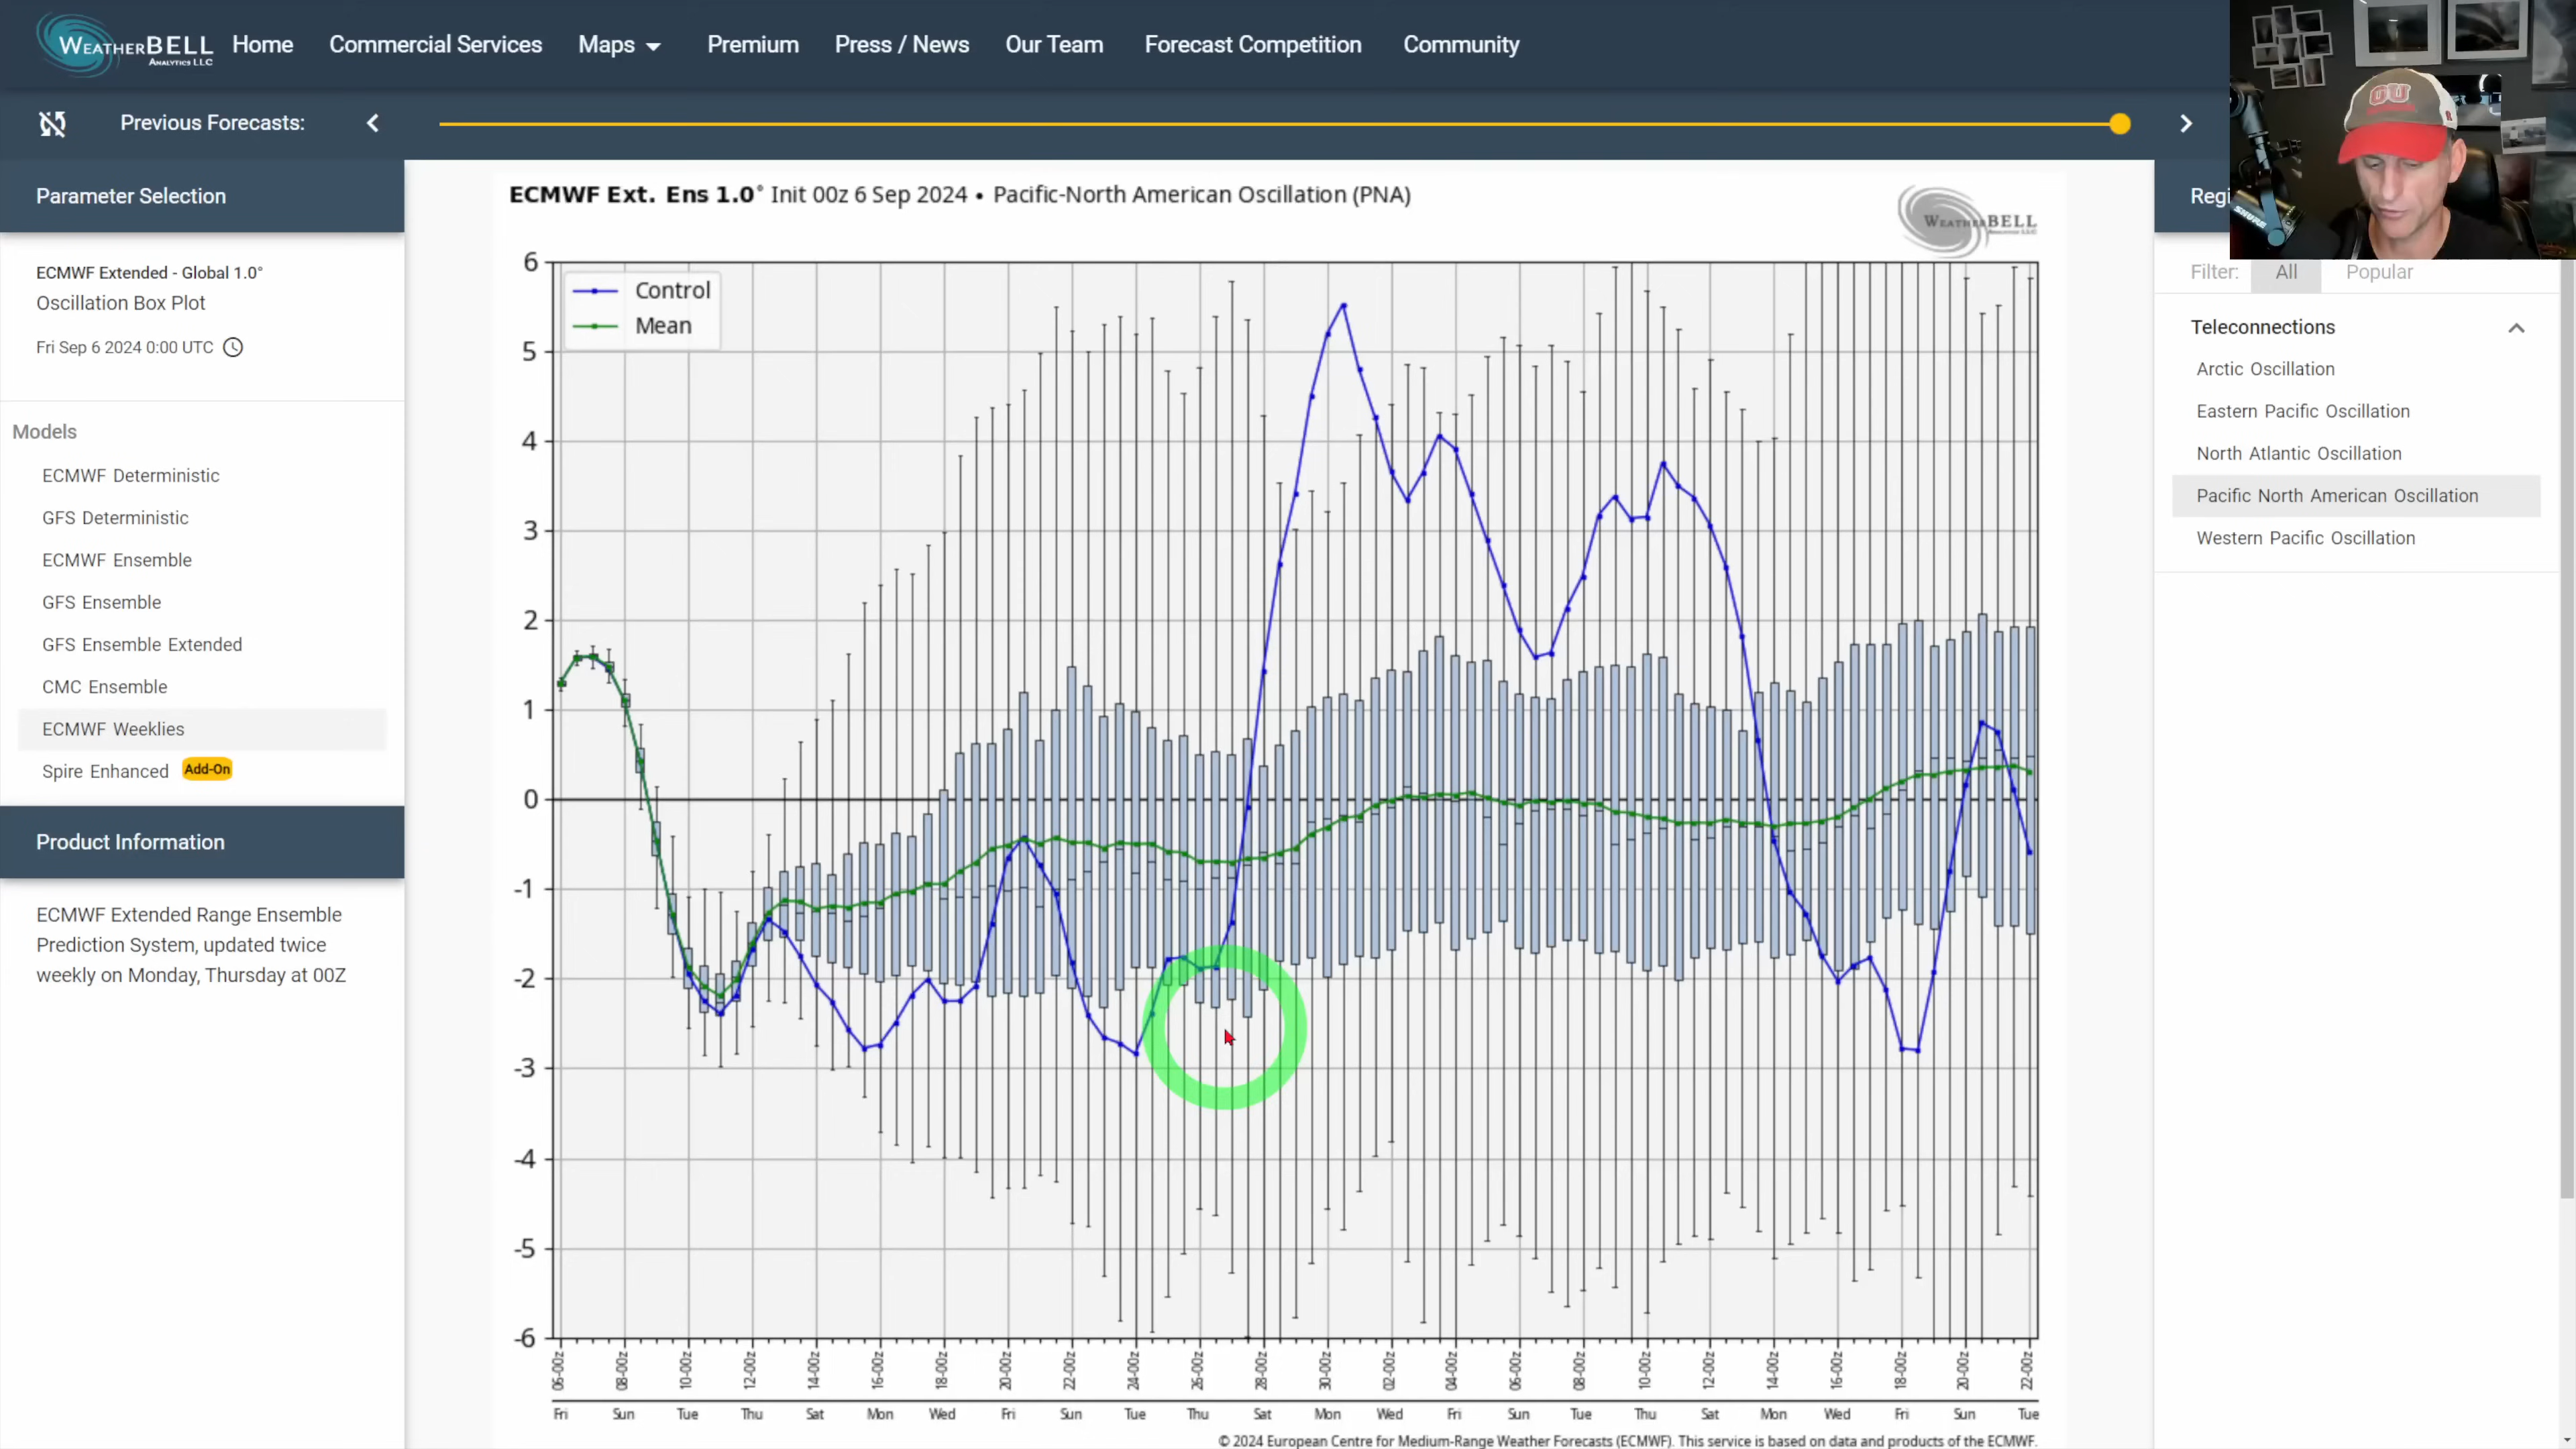 WEATHERBELL
ANALYTICS LLC
Home Commercial Services Maps Premium Press / News Our Team Forecast Competition Community
Previous Forecasts:
Parameter Selection
ECMWF Extended - Global 1.0°
Oscillation Box Plot
Fri Sep 6 2024 0:00 UTC
Models
ECMWF Deterministic
GFS Deterministic
ECMWF Ensemble
GFS Ensemble
GFS Ensemble Extended
CMC Ensemble
ECMWF Weeklies
Spire Enhanced Add-On
Product Information
ECMWF Extended Range Ensemble
Prediction System, updated twice
weekly on Monday, Thursday at 00Z
ECMWF Ext. Ens 1.0° Init 00z 6 Sep 2024 • Pacific-North American Oscillation (PNA)
WEATHERBELL
Control
Mean
6
5
4
3
2
1
0
-1
-2
-3
-4
-5
-6
06-00z 08-00z 10-00z 12-00z 14-00z 16-00z 18-00z 20-00z 22-00z 24-00z 26-00z 28-00z 30-00z 02-00z 04-00z 06-00z 08-00z 10-00z 12-00z 14-00z 16-00z 18-00z 20-00z 22-00z
Fri Sun Tue Thu Sat Mon Wed Fri Sun Tue Thu Sat Mon Wed Fri Sun Tue Thu Sat Mon Wed Fri Sun Tue
© 2024 European Centre for Medium-Range Weather Forecasts (ECMWF). This service is based on data and products of the ECMWF.
OU
SHURE
Regi
Filter: All Popular
Teleconnections
Arctic Oscillation
Eastern Pacific Oscillation
North Atlantic Oscillation
Pacific North American Oscillation
Western Pacific Oscillation